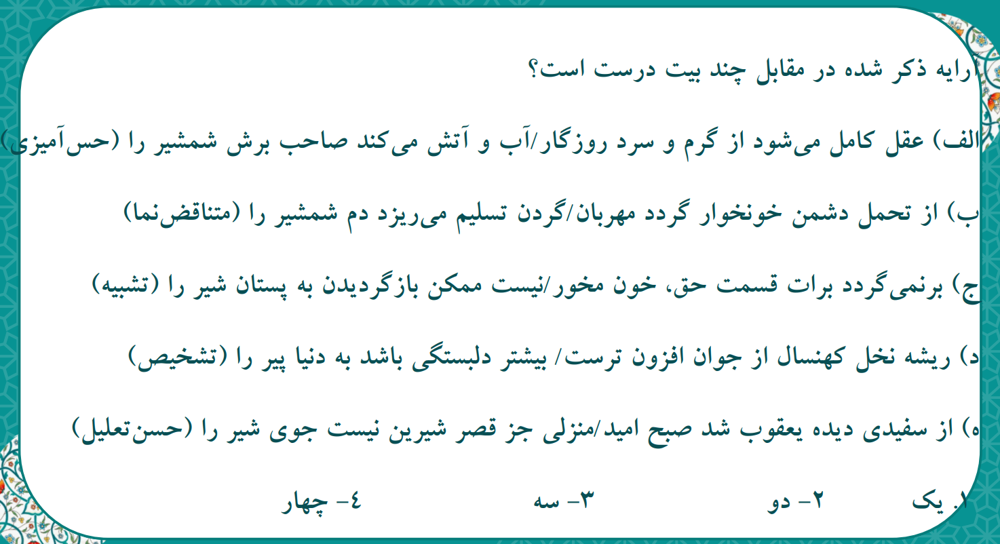 آرایه ذکر شده در مقابل چند بیت درست است؟
الف) عقل کامل می‌شود از گرم و سرد روزگار/آب و آتش می‌کند صاحب برش شمشیر را (حس‌آمیزی)
ب) از تحمل دشمن خونخوار گردد مهربان/گردن تسلیم می‌ریزد دم شمشیر را (متناقض‌نما)
ج) برنمی‌گردد برات قسمت حق، خون مخور/نیست ممکن بازگردیدن به پستان شیر را (تشبیه)
د) ریشه نخل کهنسال از جوان افزون ترست/ بیشتر دلبستگی باشد به دنیا پیر را (تشخیص)
ه) از سفیدی دیده یعقوب شد صبح امید/منزلی جز قصر شیرین نیست جوی شیر را (حسن‌تعلیل)
۱. یک ۲- دو ۳- سه ٤- چهار